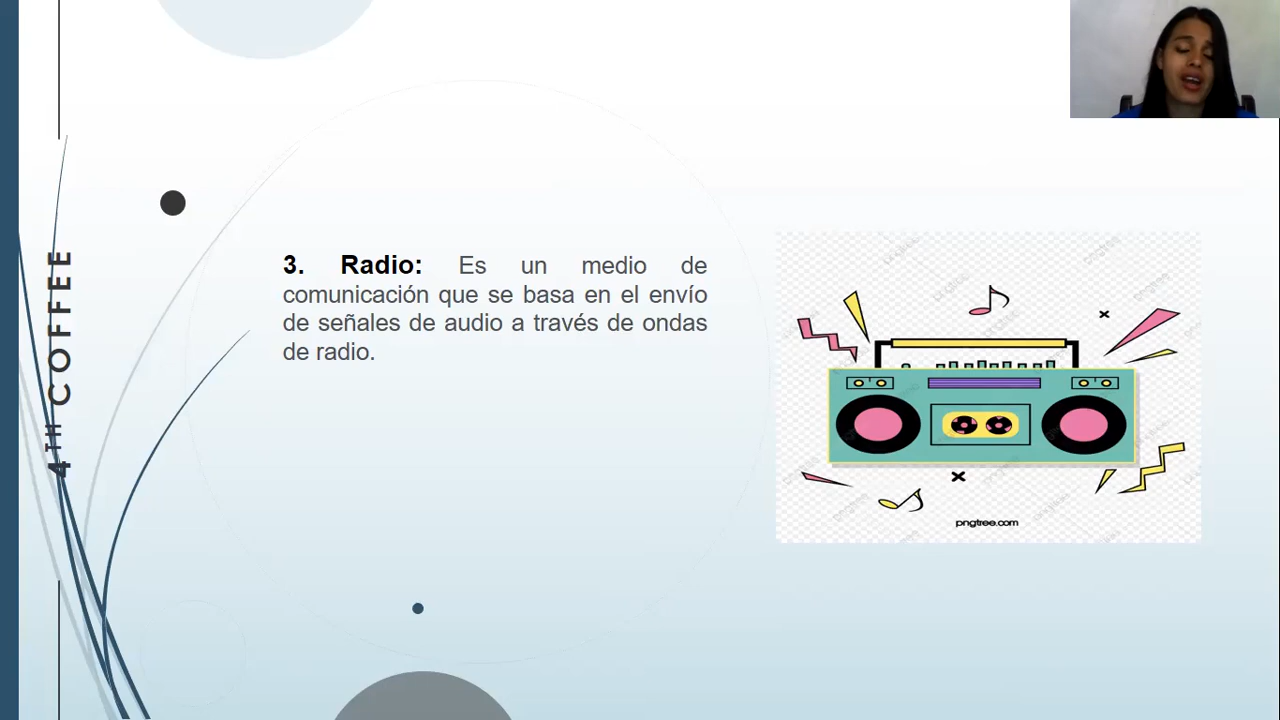 4TH COFFEE
3. Radio: Es un medio de
comunicación que se basa en el envío
de señales de audio a través de ondas
de radio.
pngtree.com